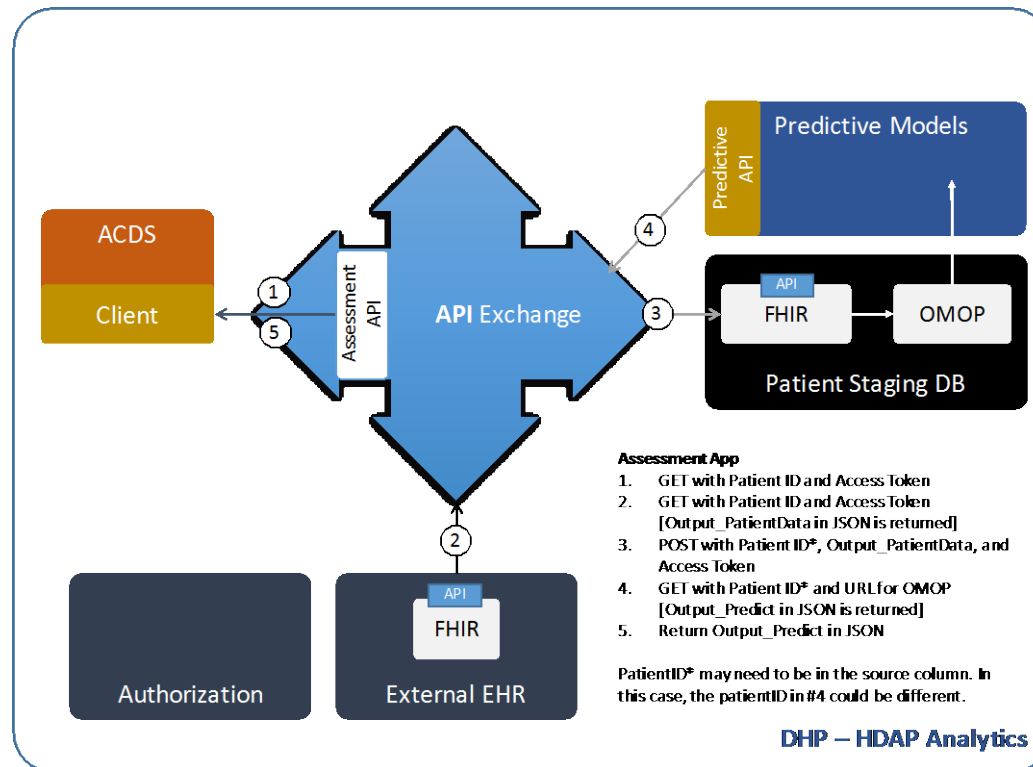 Predictive Models
Predictive
API
4
ACDS
Client
1
5
Assessment
API
API Exchange
3
API
FHIR
OMOP
Patient Staging DB
Assessment App
1. GET with Patient ID and Access Token
2. GET with Patient ID and Access Token
[Output_PatientData in JSON is returned]
3. POST with Patient ID*, Output_PatientData, and
Access Token
4. GET with Patient ID* and URL for OMOP
[Output_Predict in JSON is returned]
5. Return Output_Predict in JSON
PatientID* may need to be in the source column. In
this case, the patientID in #4 could be different.
2
API
FHIR
Authorization
External EHR
DHP – HDAP Analytics